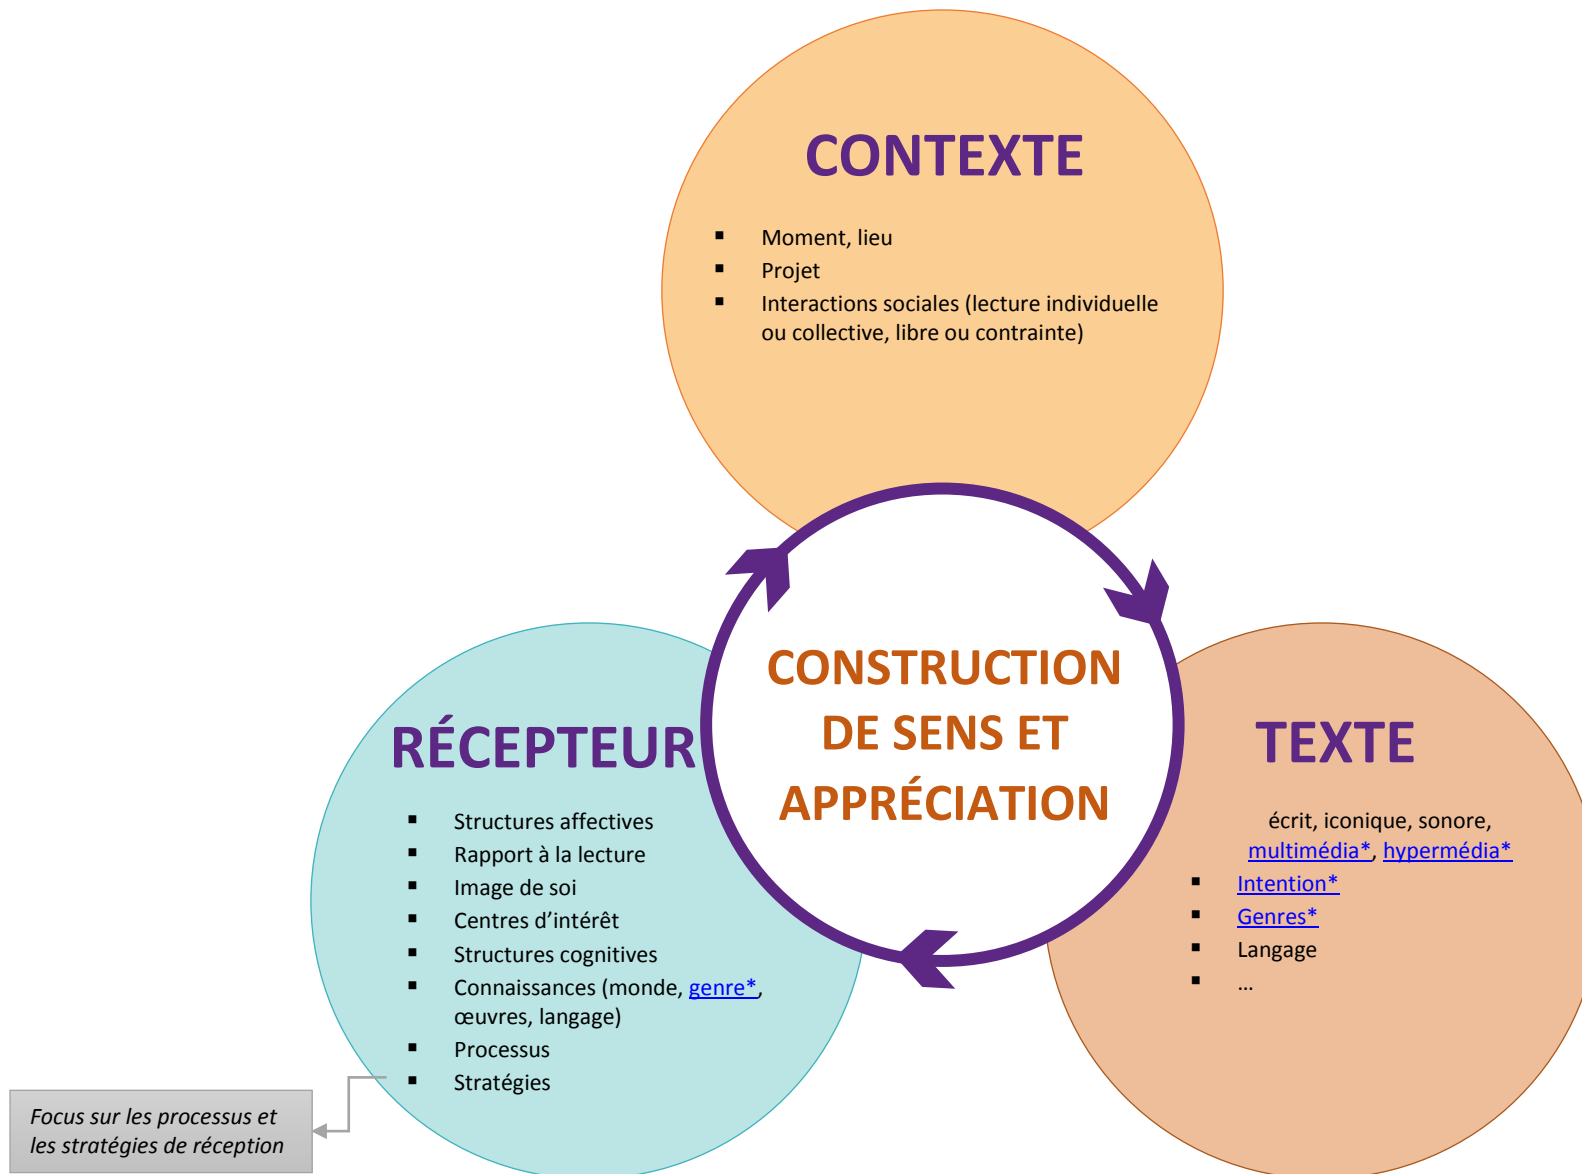 CONTEXTE
▪ Moment, lieu
▪ Projet
▪ Interactions sociales (lecture individuelle
ou collective, libre ou contrainte)
CONSTRUCTION
DE SENS ET
APPRÉCIATION
RÉCEPTEUR
▪ Structures affectives
▪ Rapport à la lecture
▪ Image de soi
▪ Centres d’intérêt
▪ Structures cognitives
▪ Connaissances (monde, genre*,
œuvres, langage)
▪ Processus
▪ Stratégies
TEXTE
écrit, iconique, sonore,
multimédia*, hypermédia*
▪ Intention*
▪ Genres*
▪ Langage
▪ …
Focus sur les processus et
les stratégies de réception